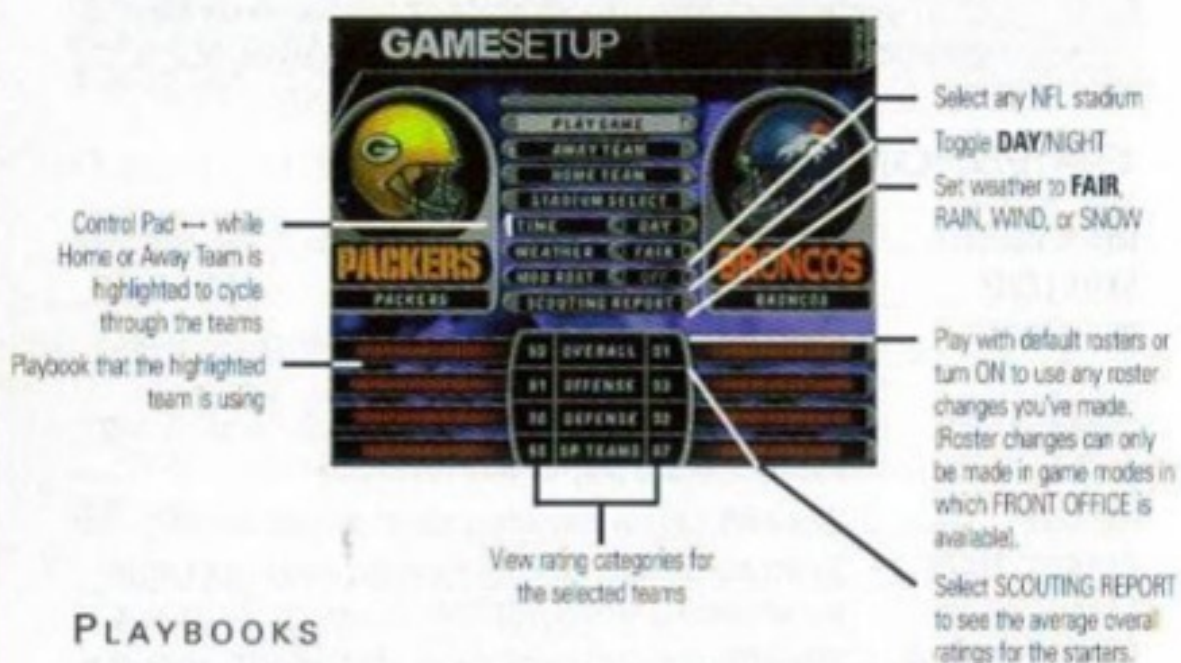 GAMESETUP
PLAY GAME
AWAY TEAM
HOME TEAM
STADIUM SELECT
TIME DAY
WEATHER FAIR
MOD ROST OFF
SCOUTING REPORT
PACKERS
PACKERS
BRONCOS
BRONCOS
OVERALL
OFFENSE
DEFENSE
SP TEAMS
Control Pad ↔ while
Home or Away Team is
highlighted to cycle
through the teams
Playbook that the highlighted
team is using
Select any NFL stadium
Toggle DAY/NIGHT
Set weather to FAIR,
RAIN, WIND, or SNOW
Play with default rosters or
turn ON to use any roster
changes you've made.
(Roster changes can only
be made in game modes in
which FRONT OFFICE is
available).
Select SCOUTING REPORT
to see the average overall
ratings for the starters.
View rating categories for
the selected teams
PLAYBOOKS